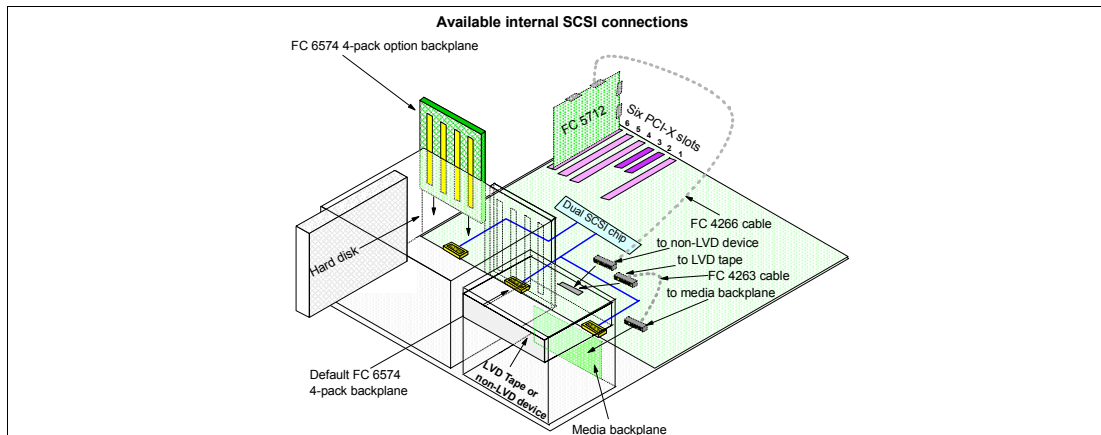 Available internal SCSI connections
FC 6574 4-pack option backplane
FC 5712
Six PCI-X slots
6 5 4 3 2 1
Dual SCSI chip
FC 4266 cable
to non-LVD device
to LVD tape
FC 4263 cable
to media backplane
Hard disk
Default FC 6574
4-pack backplane
LVD Tape or
non-LVD device
Media backplane